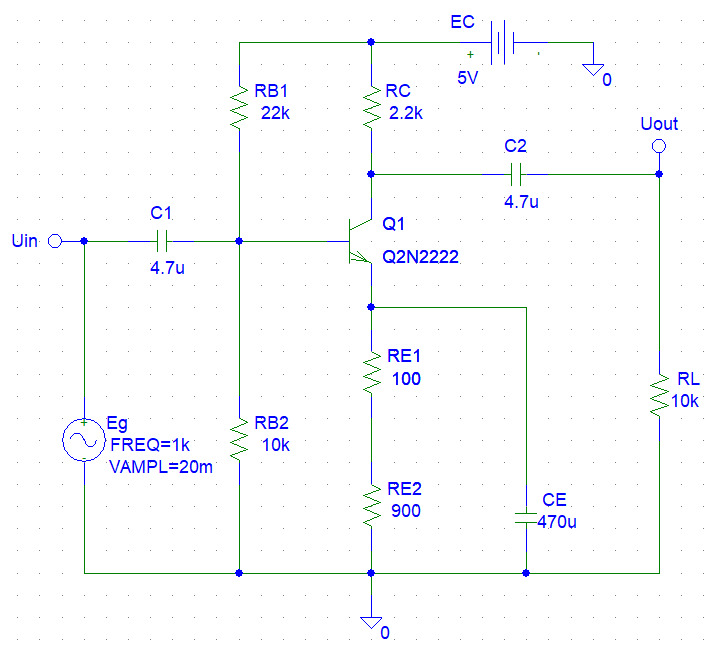 EC
+
-
5V
0
RB1
22k
RC
2.2k
Uout
C2
4.7u
C1
4.7u
Uin
Q1
Q2N2222
RE1
100
RL
10k
Eg
+
-
FREQ=1k
VAMPL=20m
RB2
10k
RE2
900
CE
470u
0